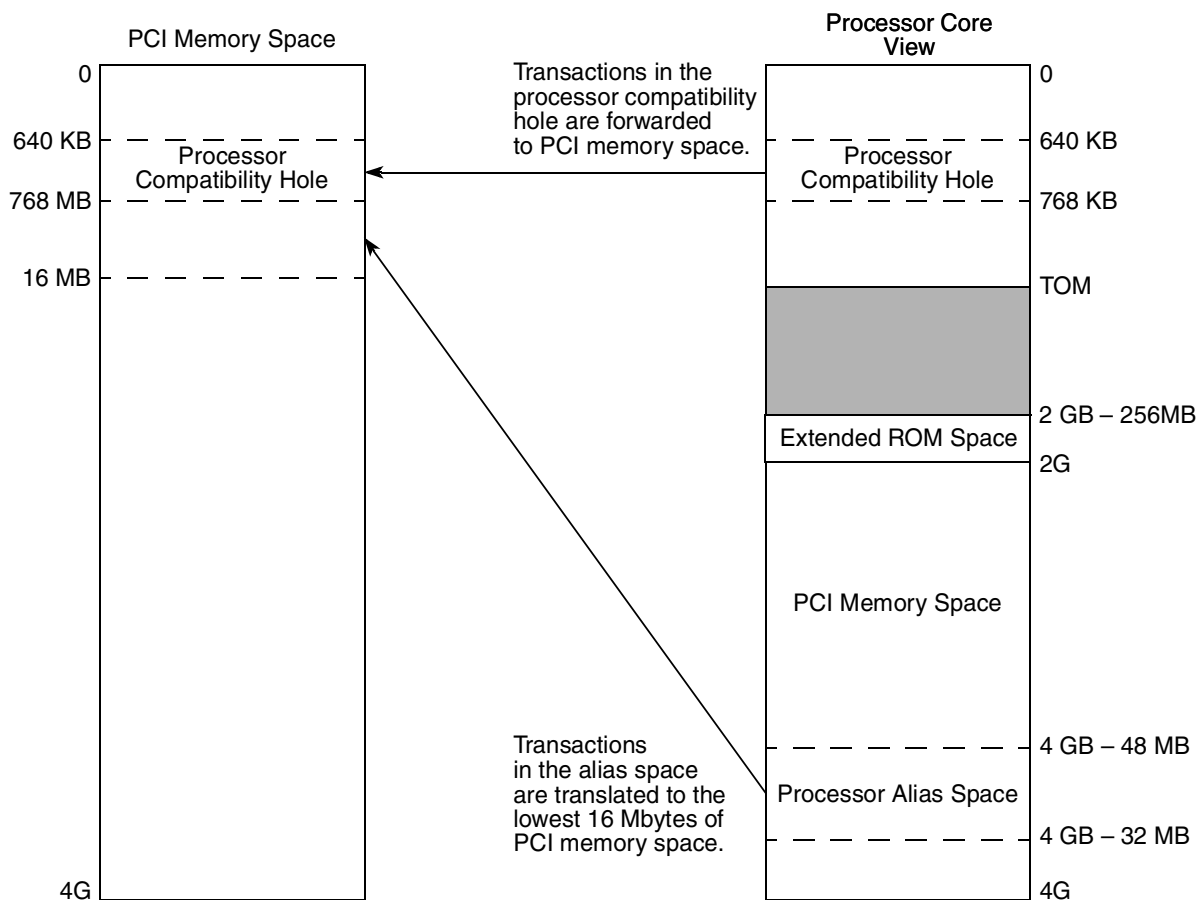 PCI Memory Space
0
640 KB
Processor
Compatibility Hole
768 MB
16 MB
4G
Transactions in the
processor compatibility
hole are forwarded
to PCI memory space.
Transactions
in the alias space
are translated to the
lowest 16 Mbytes of
PCI memory space.
Processor Core
View
0
640 KB
Processor
Compatibility Hole
768 KB
TOM
2 GB – 256MB
Extended ROM Space
2G
PCI Memory Space
4 GB – 48 MB
Processor Alias Space
4 GB – 32 MB
4G